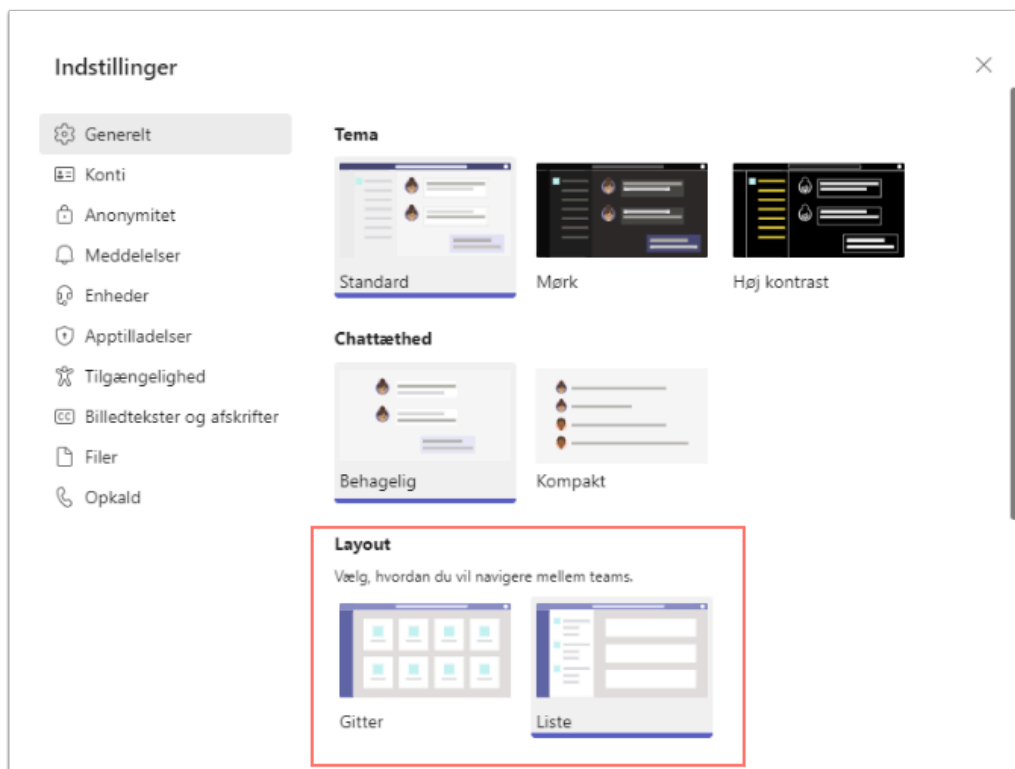 Indstillinger
Generelt
Konti
Anonymitet
Meddelelser
Enheder
Apptilladelser
Tilgængelighed
CC Billedtekster og afskrifter
Filer
Opkald
Tema
Standard
Mørk
Høj kontrast
Chattæthed
Behagelig
Kompakt
Layout
Vælg, hvordan du vil navigere mellem teams.
Gitter
Liste